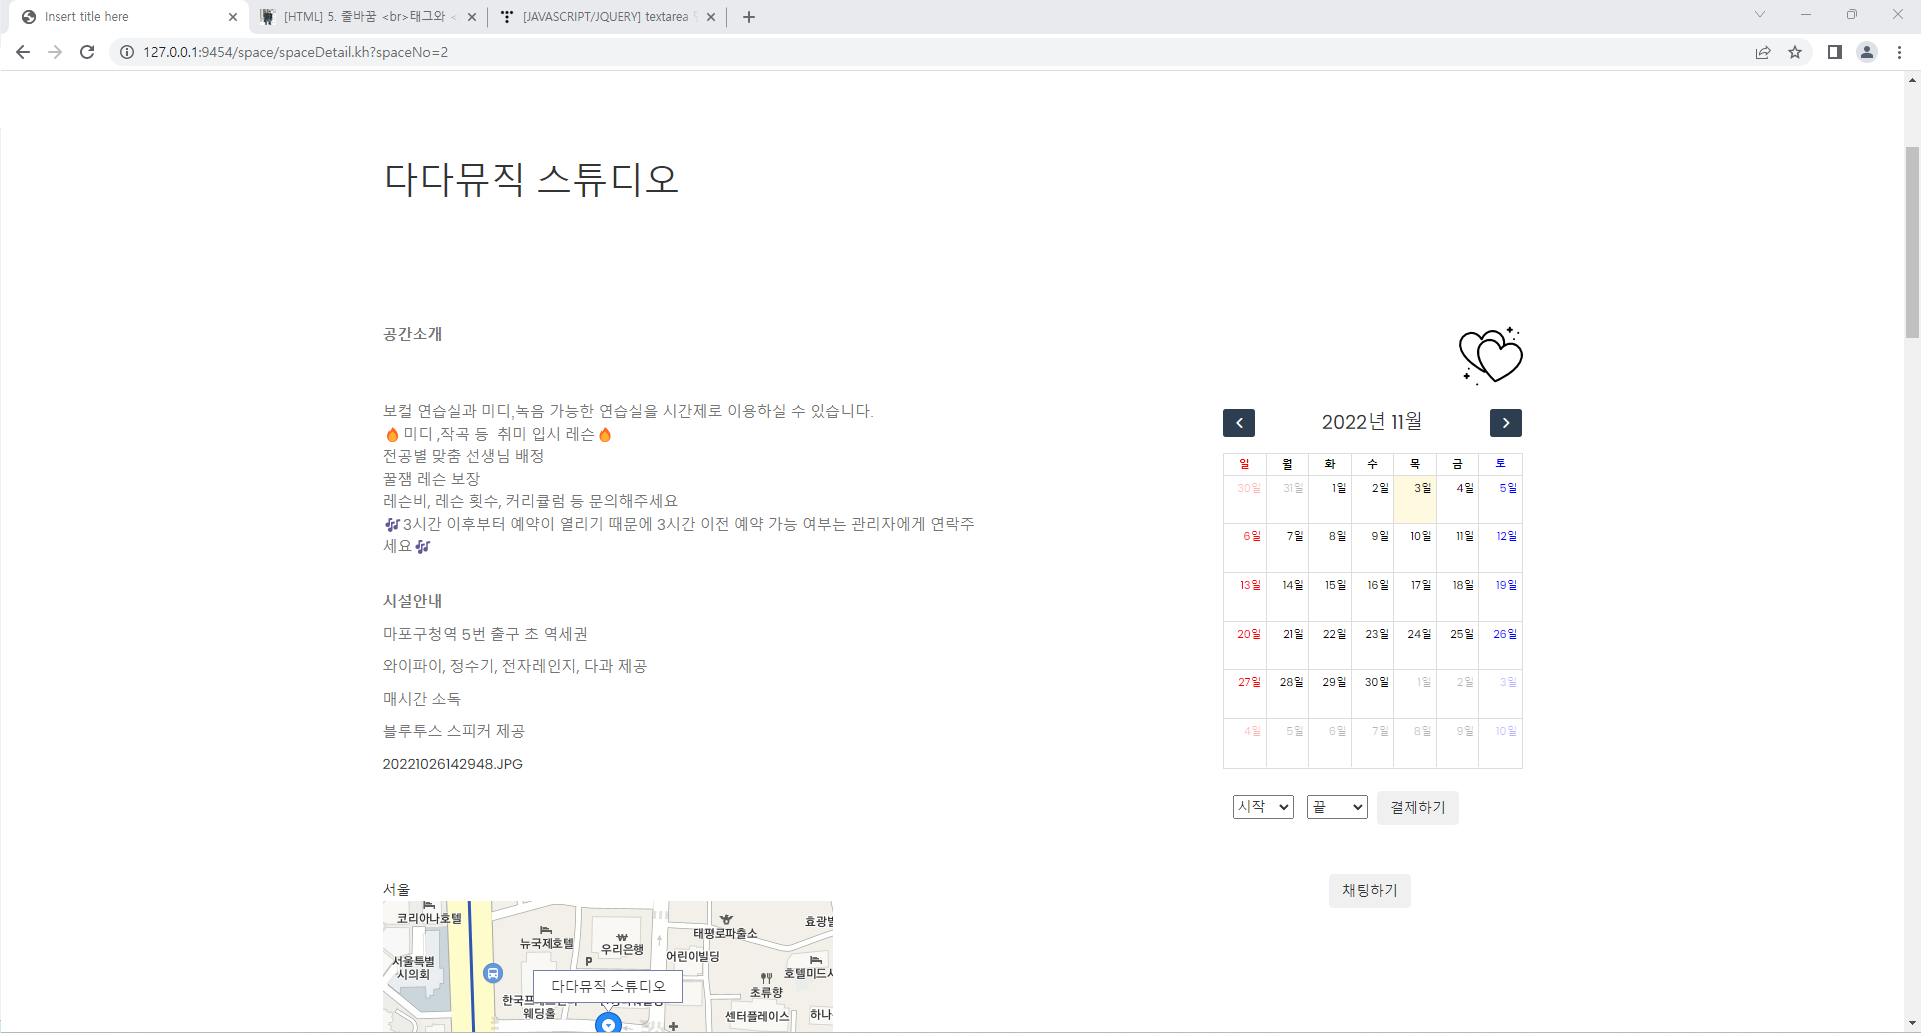 Insert title here
[HTML] 5. 줄바꿈 <br>태그와 <
[JAVASCRIPT/JQUERY] textarea
127.0.0.1:9454/space/spaceDetail.kh?spaceNo=2
다다뮤직 스튜디오
공간소개
보컬 연습실과 미디,녹음 가능한 연습실을 시간제로 이용하실 수 있습니다.
🔥미디 ,작곡 등 취미 입시 레슨🔥
전공별 맞춤 선생님 배정
꿀잼 레슨 보장
레슨비, 레슨 횟수, 커리큘럼 등 문의해주세요
🎶3시간 이후부터 예약이 열리기 때문에 3시간 이전 예약 가능 여부는 관리자에게 연락주
세요🎶
시설안내
마포구청역 5번 출구 초 역세권
와이파이, 정수기, 전자레인지, 다과 제공
매시간 소독
블루투스 스피커 제공
20221026142948.JPG
2022년 11월
일 월 화 수 목 금 토
30일 31일 1일 2일 3일 4일 5일
6일 7일 8일 9일 10일 11일 12일
13일 14일 15일 16일 17일 18일 19일
20일 21일 22일 23일 24일 25일 26일
27일 28일 29일 30일 1일 2일 3일
4일 5일 6일 7일 8일 9일 10일
시작 끝 결제하기
채팅하기
서울
코리아나호텔
뉴국제호텔
우리은행
태평로파출소
효광빌
서울특별
시의회
P
어린이빌딩
호텔미드시
다다뮤직 스튜디오
초류향
웨딩홀
센터플레이스
하나